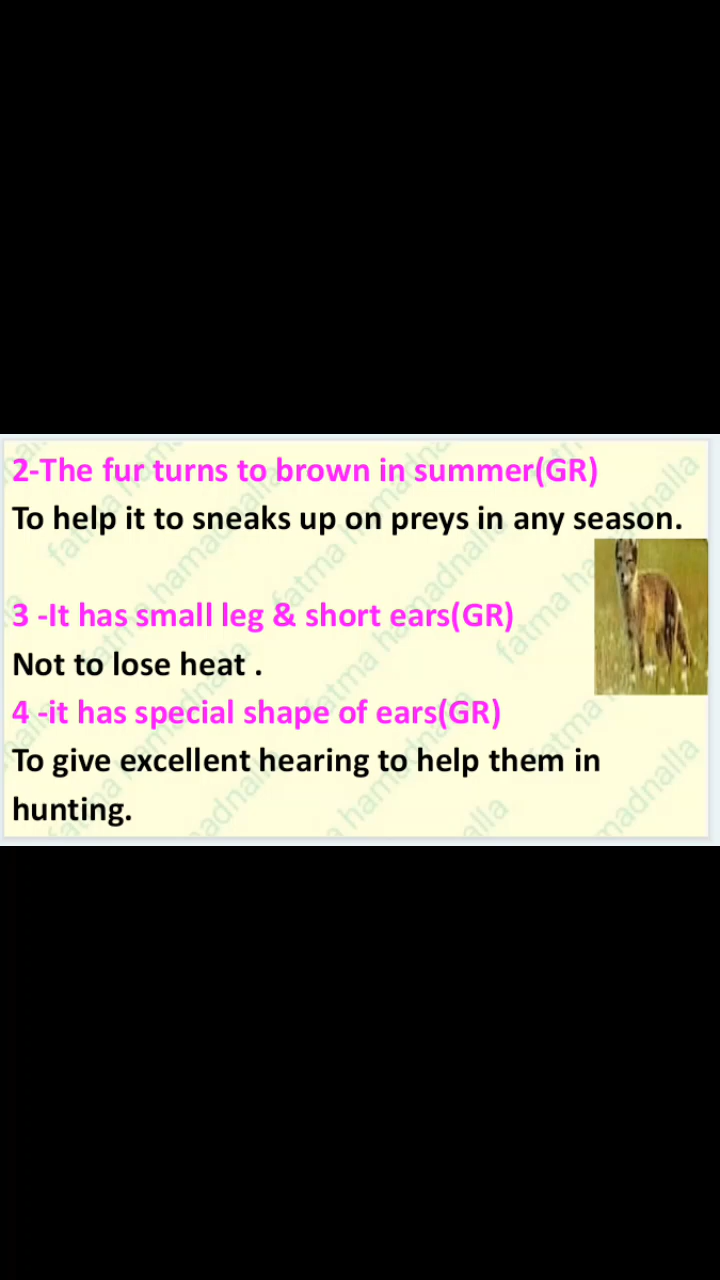 2-The fur turns to brown in summer(GR)
To help it to sneaks up on preys in any season.
3 -It has small leg & short ears(GR)
Not to lose heat .
4 -it has special shape of ears(GR)
To give excellent hearing to help them in
hunting.
fatma hamadnalla